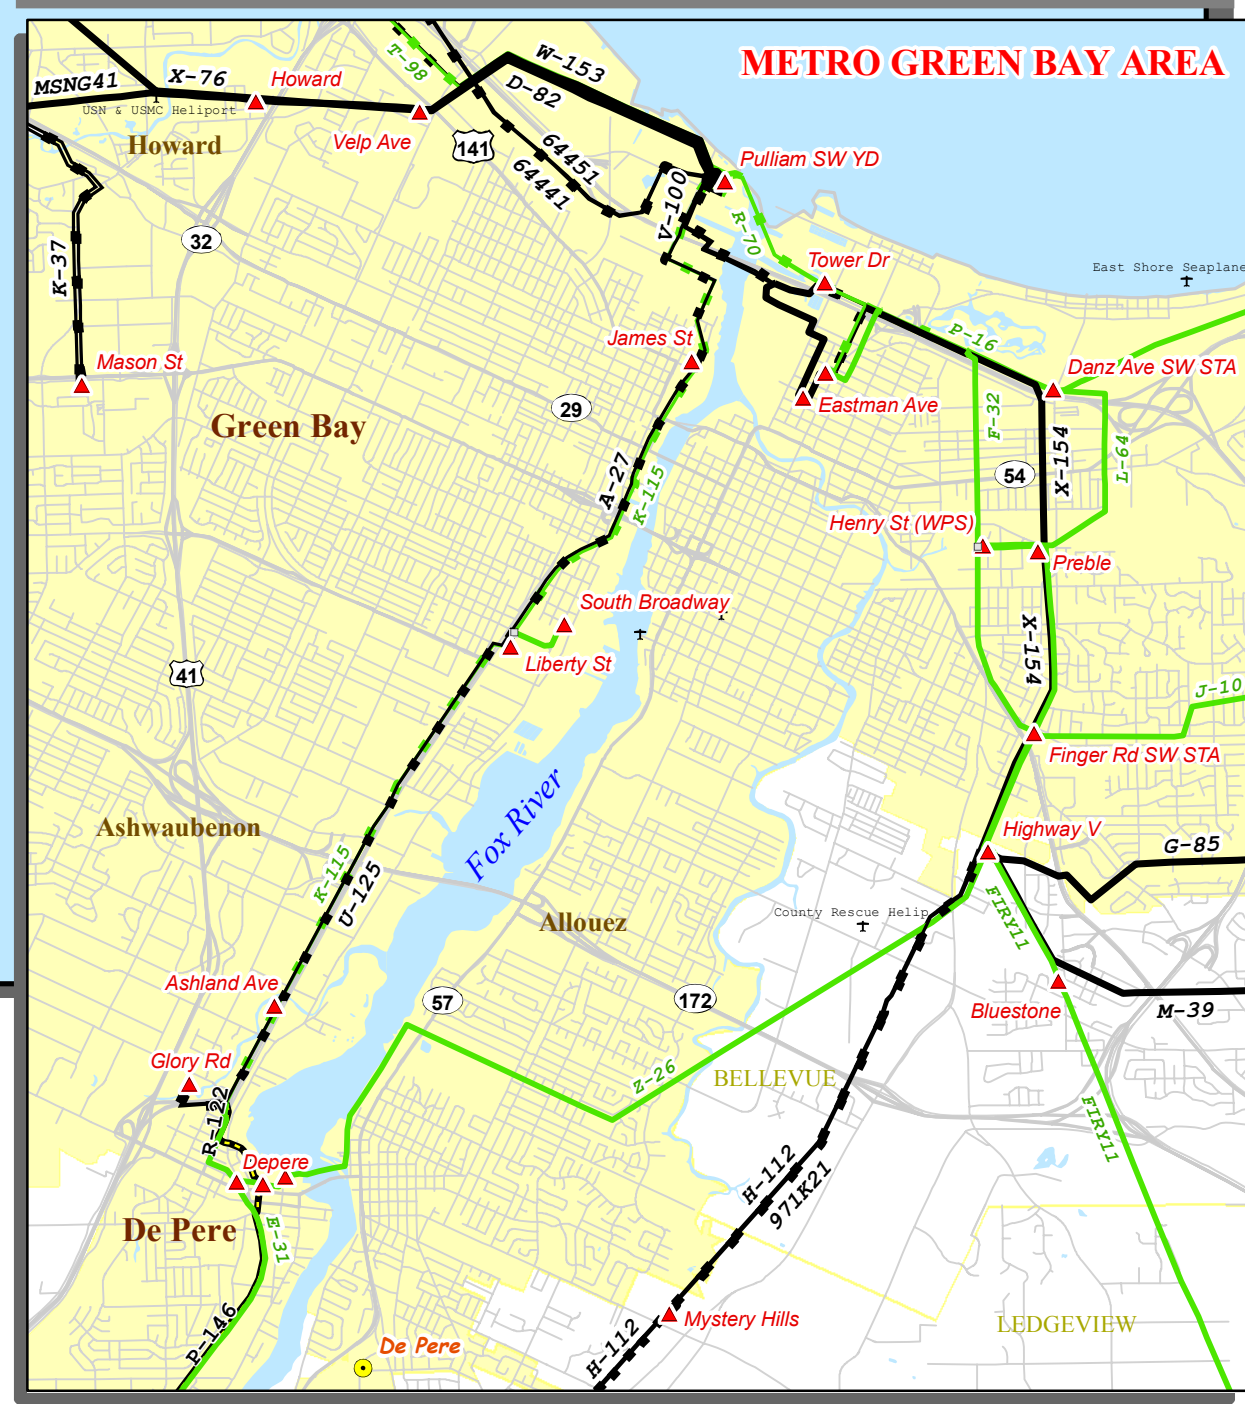 METRO GREEN BAY AREA
T-98
W-153
MSNG41
X-76
Howard
D-82
USN & USMC Heliport
Howard
Velp Ave
141
64451
64441
Pulliam SW YD
V-100
R-70
32
K-37
Tower Dr
East Shore Seaplane
James St
P-16
Mason St
Danz Ave SW STA
29
Eastman Ave
F-32
Green Bay
X-154
L-64
54
A-27
K-115
Henry St (WPS)
Preble
South Broadway
Liberty St
X-154
41
J-10
Finger Rd SW STA
Fox River
Ashwaubenon
Highway V
G-85
K-115
U-125
County Rescue Helip
Allouez
FIRY11
Ashland Ave
57
172
Bluestone
M-39
Glory Rd
Z-26
BELLEVUE
R-122
FIRY11
Depere
H-112
971K21
De Pere
E-31
P-146
Mystery Hills
LEDGEVIEW
De Pere
H-112